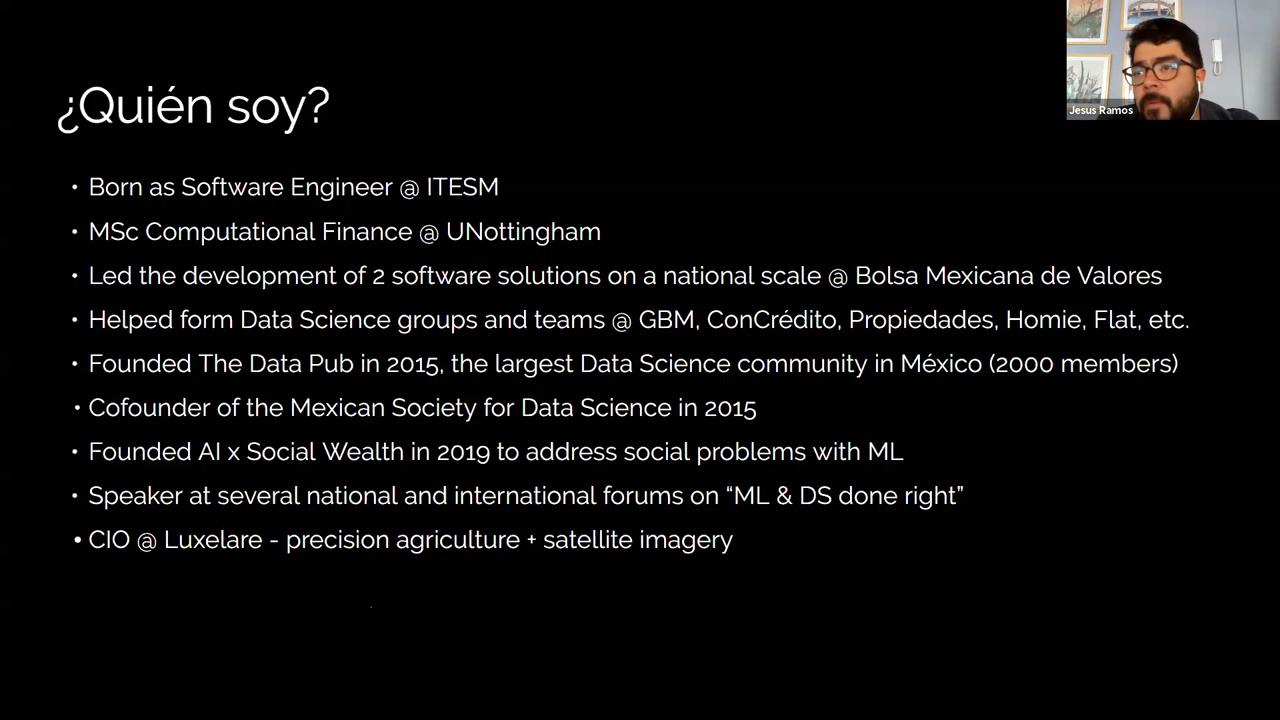 ¿Quién soy?
• Born as Software Engineer @ ITESM
• MSc Computational Finance @ UNottingham
• Led the development of 2 software solutions on a national scale @ Bolsa Mexicana de Valores
• Helped form Data Science groups and teams @ GBM, ConCrédito, Propiedades, Homie, Flat, etc.
• Founded The Data Pub in 2015, the largest Data Science community in México (2000 members)
• Cofounder of the Mexican Society for Data Science in 2015
• Founded AI x Social Wealth in 2019 to address social problems with ML
• Speaker at several national and international forums on “ML & DS done right”
• CIO @ Luxelare - precision agriculture + satellite imagery
Jesus Ramos